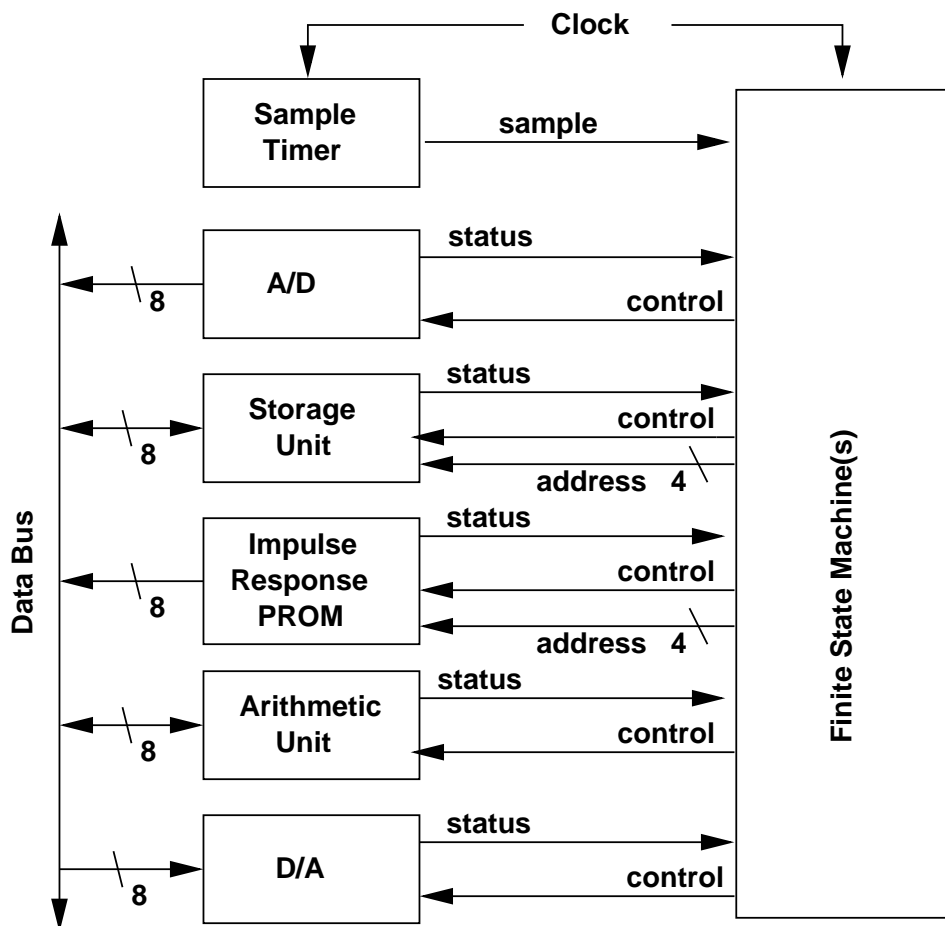 Clock
Sample
Timer
sample
A/D
status
control
8
Storage
Unit
status
control
address 4
8
Impulse
Response
PROM
status
control
address 4
8
Arithmetic
Unit
status
control
8
D/A
status
control
8
Data Bus
Finite State Machine(s)